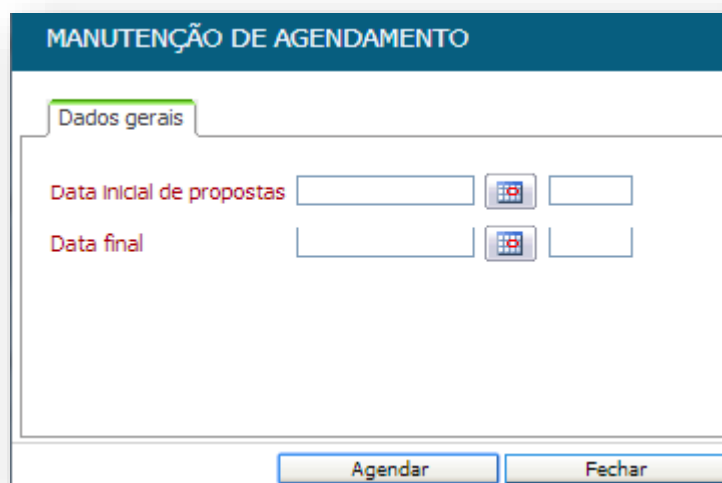 MANUTENÇÃO DE AGENDAMENTO
Dados gerais
Data inicial de propostas
Data final
Agendar Fechar